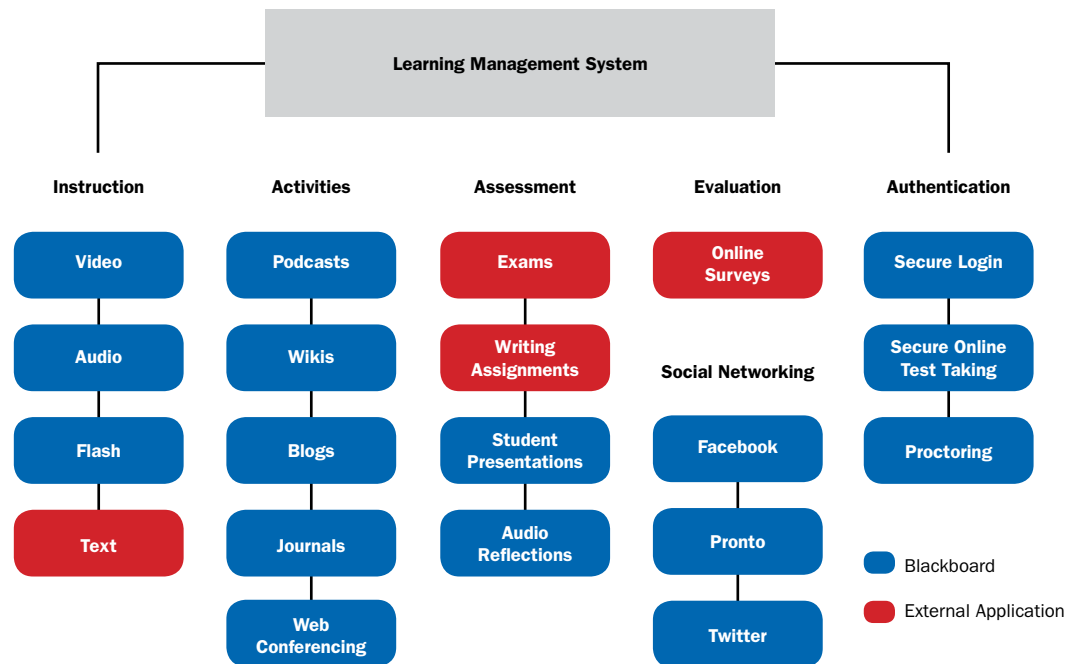 Learning Management System
Instruction
Activities
Assessment
Evaluation
Authentication
Video
Podcasts
Exams
Online
Surveys
Secure Login
Audio
Wikis
Writing
Assignments
Social Networking
Secure Online
Test Taking
Flash
Blogs
Student
Presentations
Facebook
Proctoring
Text
Journals
Audio
Reflections
Pronto
Blackboard
External Application
Web
Conferencing
Twitter